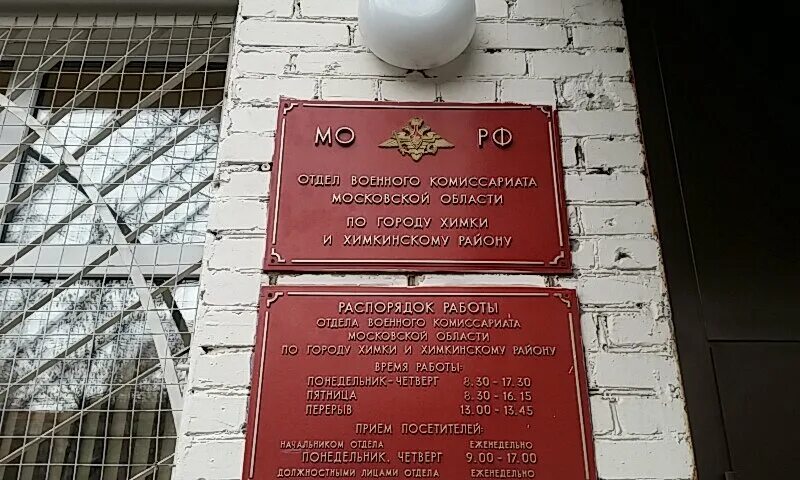 МО РФ
ОТДЕЛ ВОЕННОГО КОМИССАРИАТА
МОСКОВСКОЙ ОБЛАСТИ
ПО ГОРОДУ ХИМКИ
И ХИМКИНСКОМУ РАЙОНУ
РАСПОРЯДОК РАБОТЫ
ОТДЕЛА ВОЕННОГО КОМИССАРИАТА
МОСКОВСКОЙ ОБЛАСТИ
ПО ГОРОДУ ХИМКИ И ХИМКИНСКОМУ РАЙОНУ
ВРЕМЯ РАБОТЫ:
ПОНЕДЕЛЬНИК-ЧЕТВЕРГ 8.30 - 17.30
ПЯТНИЦА 8.30 - 16.15
ПЕРЕРЫВ 13.00 - 13.45
ПРИЁМ ПОСЕТИТЕЛЕЙ:
НАЧАЛЬНИКОМ ОТДЕЛА ЕЖЕНЕДЕЛЬНО
ПОНЕДЕЛЬНИК, ЧЕТВЕРГ 9.00 - 17.00
ДОЛЖНОСТНЫМИ ЛИЦАМИ ОТДЕЛА ЕЖЕНЕДЕЛЬНО